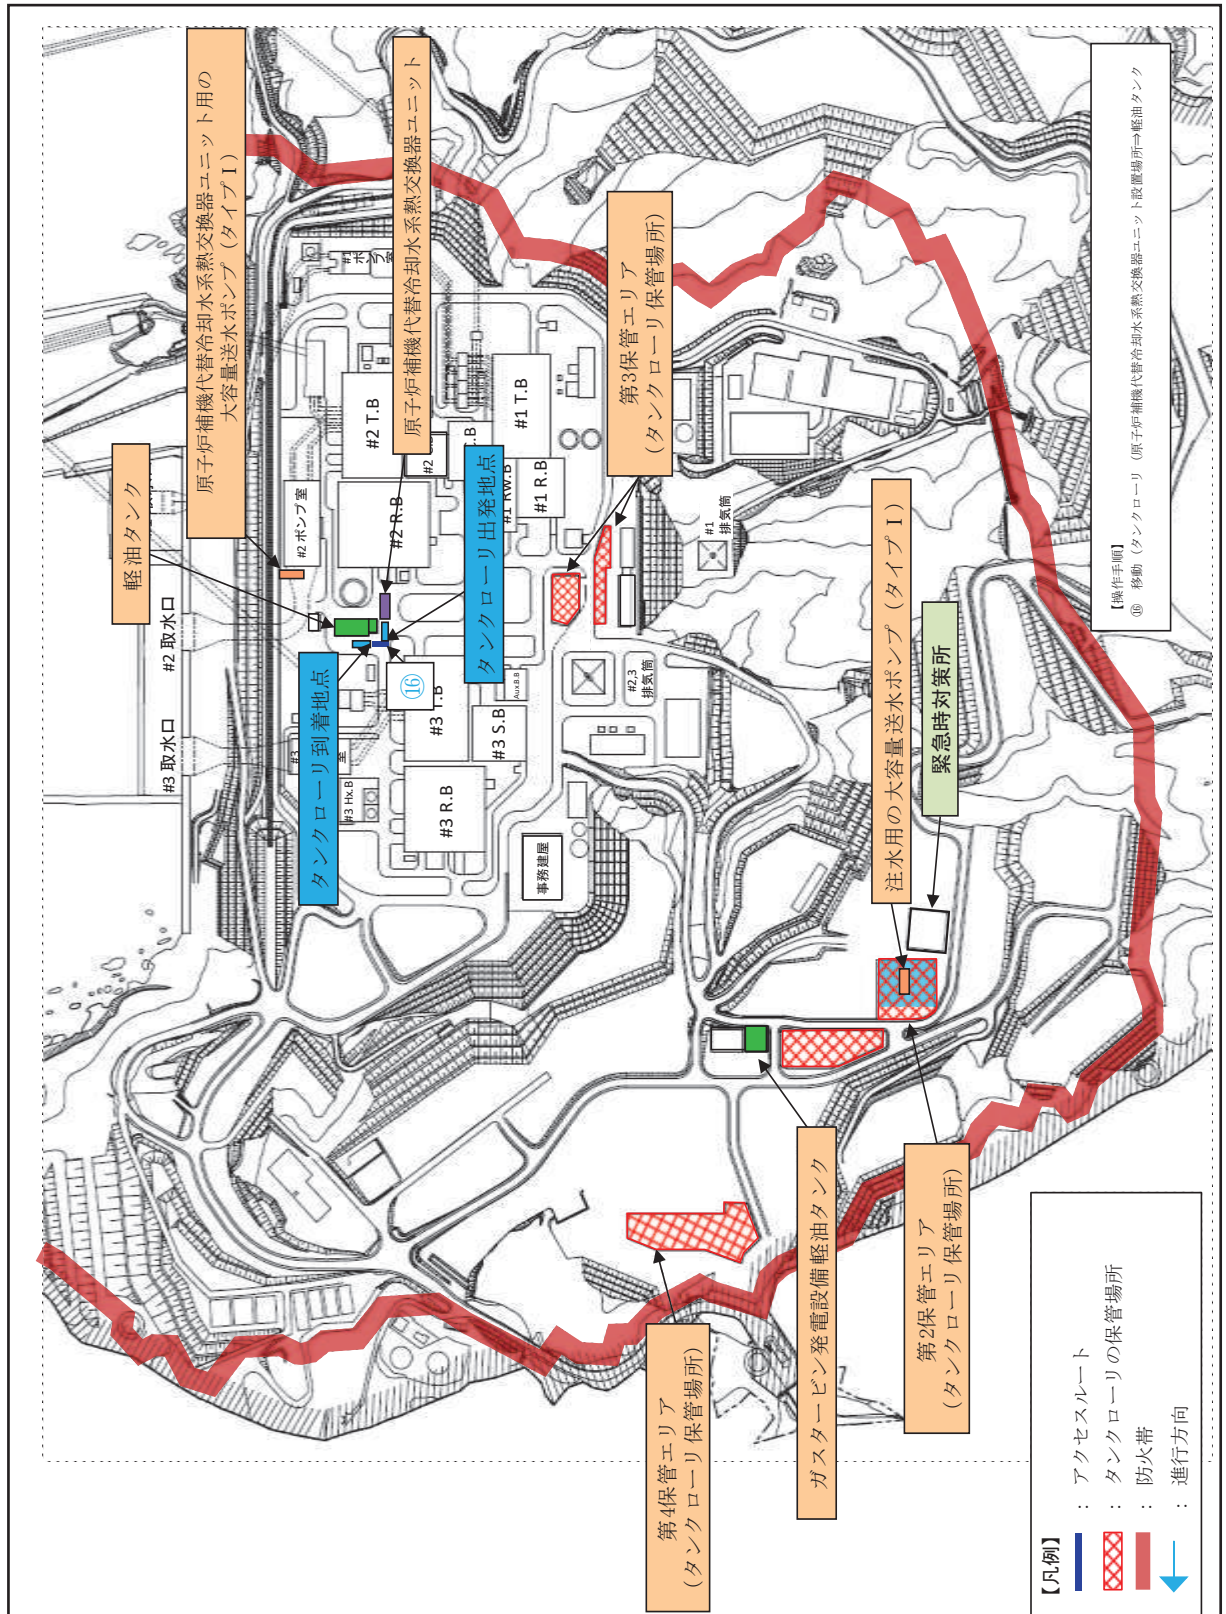 原子炉補機代替冷却水系熱交換器ユニット用の
大容量送水ポンプ（タイプⅠ）
原子炉補機代替冷却水系熱交換器ユニット
軽油タンク
第3保管エリア
（タンクローリ保管場所）
タンクローリ出発地点
タンクローリ到着地点
⑯
#2 取水口
#3 取水口
#2 ポンプ室
#2 T.B
#2 R.B
#1 T.B
#1 R.B
#1 RW.B
#3 T.B
#3 S.B
#3 R.B
#3 Hx.B
Aux.B.B
#1
排気筒
#2,3
排気筒
事務建屋
注水用の大容量送水ポンプ（タイプⅠ）
緊急時対策所
ガスタービン発電設備軽油タンク
第2保管エリア
（タンクローリ保管場所）
第4保管エリア
（タンクローリ保管場所）
【操作手順】
⑯ 移動（タンクローリ（原子炉補機代替冷却水系熱交換器ユニット設置場所⇒軽油タンク
【凡例】
：アクセスルート
：タンクローリの保管場所
：防火帯
：進行方向